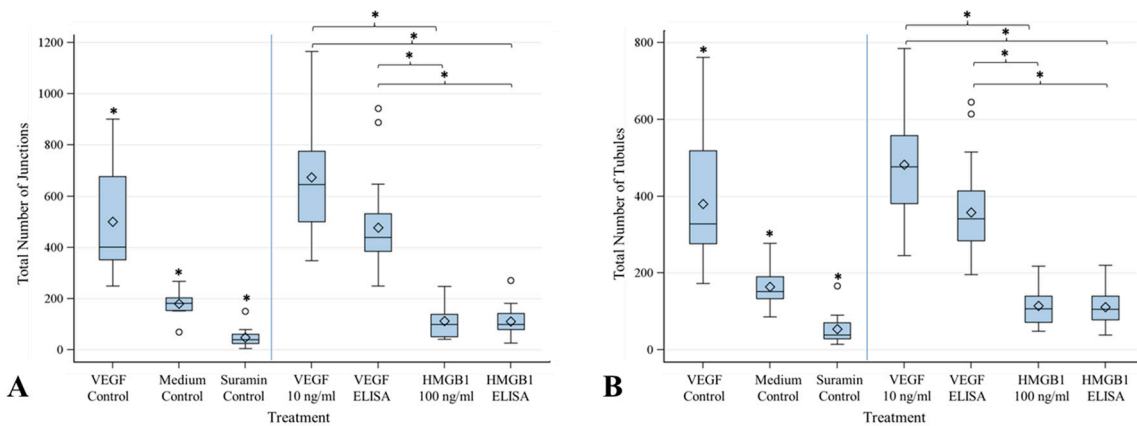 Total Number of Junctions
1200
1000
800
600
400
200
0
* * *
* * * *
VEGF Control
Medium Control
Suramin Control
VEGF 10 ng/ml
VEGF ELISA
HMGB1 100 ng/ml
HMGB1 ELISA
Treatment
A
Total Number of Tubules
800
600
400
200
0
* * *
* * * *
VEGF Control
Medium Control
Suramin Control
VEGF 10 ng/ml
VEGF ELISA
HMGB1 100 ng/ml
HMGB1 ELISA
Treatment
B